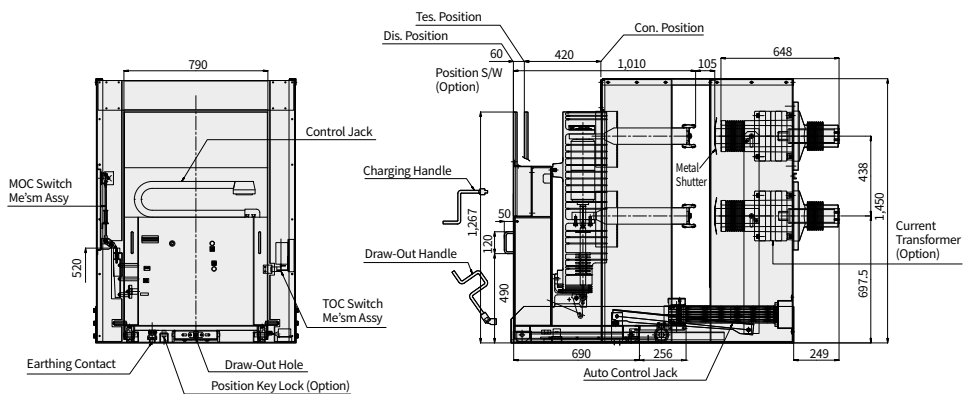 Tes. Position
Dis. Position
Con. Position
60
420
648
790
Position S/W
(Option)
1,010
105
Control Jack
MOC Switch
Me'sm Assy
Charging Handle
Metal
Shutter
438
1,450
1,267
50
120
520
Draw-Out Handle
490
Current
Transformer
(Option)
697.5
TOC Switch
Me'sm Assy
690
256
249
Earthing Contact
Draw-Out Hole
Position Key Lock (Option)
Auto Control Jack